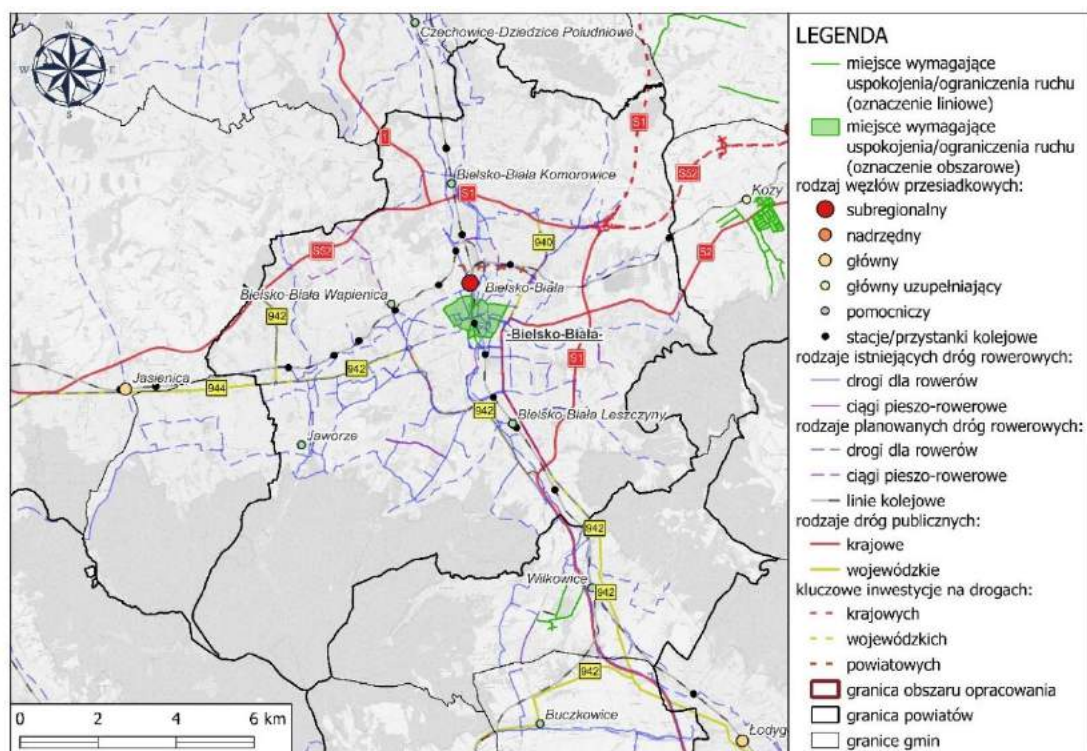 N
W
E
S
Czechowice-Dziedzice Południowe
1
S1
S52
Bielsko-Biała Komorowice
Kozy
S1
940
S52
S2
Bielsko-Biała
Bielsko-Biała Wapienica
-Bielsko-Biała-
942
S1
942
Jasienica
944
942
Bielsko-Biała Leszczyny
Jaworze
942
Wilkowice
942
942
Buczkowice
Łodyg
0 2 4 6 km
LEGENDA
miejsce wymagające
uspokojenia/ograniczenia ruchu
(oznaczenie liniowe)
miejsce wymagające
uspokojenia/ograniczenia ruchu
(oznaczenie obszarowe)
rodzaj węzłów przesiadkowych:
subregionalny
nadrzędny
główny
główny uzupełniający
pomocniczy
stacje/przystanki kolejowe
rodzaje istniejących dróg rowerowych:
drogi dla rowerów
ciągi pieszo-rowerowe
rodzaje planowanych dróg rowerowych:
drogi dla rowerów
ciągi pieszo-rowerowe
linie kolejowe
rodzaje dróg publicznych:
krajowe
wojewódzkie
kluczowe inwestycje na drogach:
krajowych
wojewódzkich
powiatowych
granica obszaru opracowania
granica powiatów
granice gmin